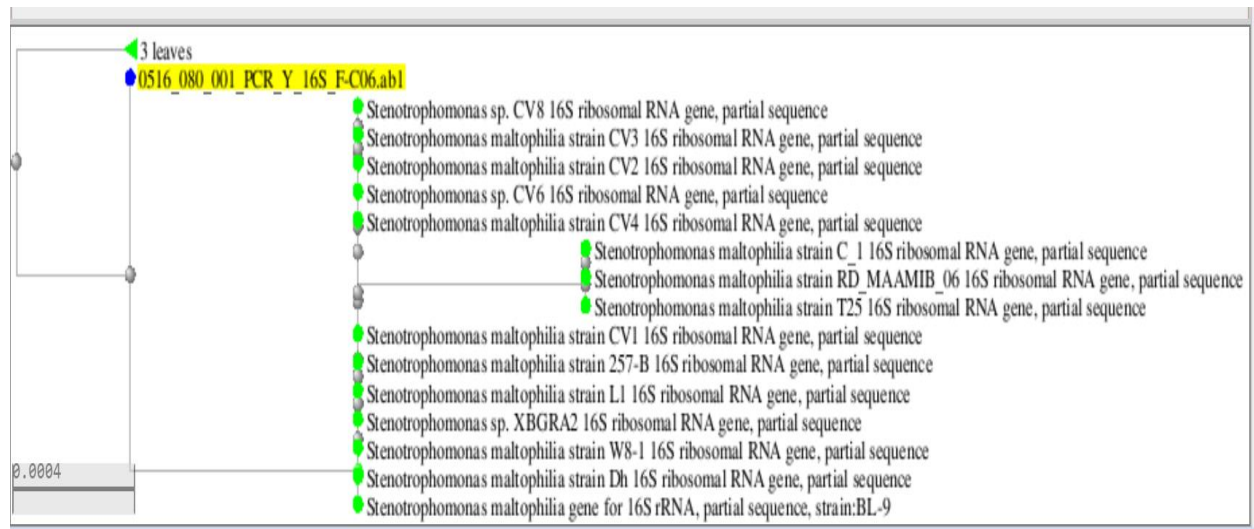 3 leaves
0516_080_001_PCR_Y_16S_F-C06.ab1
Stenotrophomonas sp. CV8 16S ribosomal RNA gene, partial sequence
Stenotrophomonas maltophilia strain CV3 16S ribosomal RNA gene, partial sequence
Stenotrophomonas maltophilia strain CV2 16S ribosomal RNA gene, partial sequence
Stenotrophomonas sp. CV6 16S ribosomal RNA gene, partial sequence
Stenotrophomonas maltophilia strain CV4 16S ribosomal RNA gene, partial sequence
Stenotrophomonas maltophilia strain C_1 16S ribosomal RNA gene, partial sequence
Stenotrophomonas maltophilia strain RD_MAAMIB_06 16S ribosomal RNA gene, partial sequence
Stenotrophomonas maltophilia strain T25 16S ribosomal RNA gene, partial sequence
Stenotrophomonas maltophilia strain CV1 16S ribosomal RNA gene, partial sequence
Stenotrophomonas maltophilia strain 257-B 16S ribosomal RNA gene, partial sequence
Stenotrophomonas maltophilia strain L1 16S ribosomal RNA gene, partial sequence
Stenotrophomonas sp. XBGRA2 16S ribosomal RNA gene, partial sequence
Stenotrophomonas maltophilia strain W8-1 16S ribosomal RNA gene, partial sequence
Stenotrophomonas maltophilia strain Dh 16S ribosomal RNA gene, partial sequence
Stenotrophomonas maltophilia gene for 16S rRNA, partial sequence, strain:BL-9
0.0004